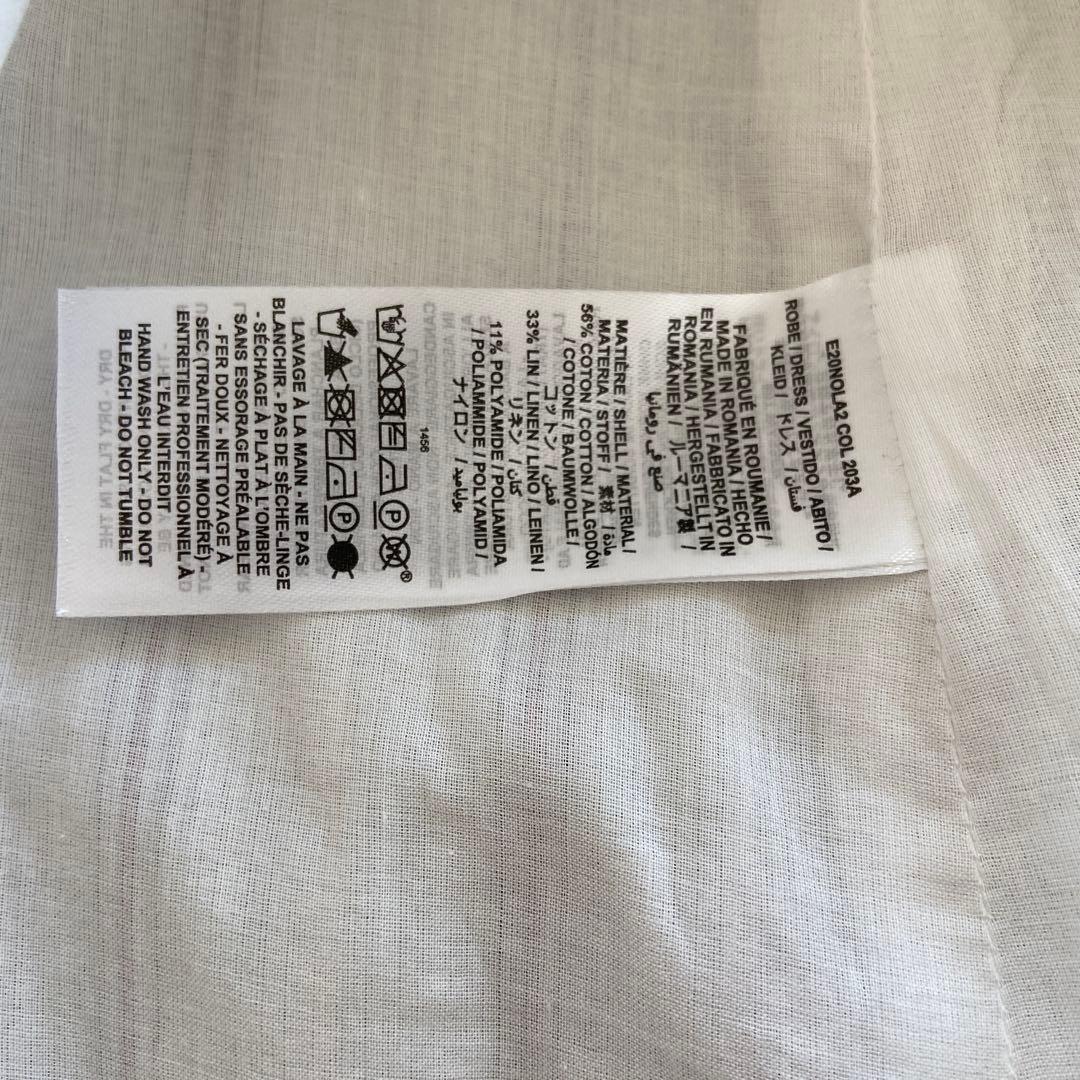 E20NOLA2 COL 203A
ROBE / DRESS / VESTIDO / ABITO /
KLEID / ドレス / فستان
FABRIQUÉ EN ROUMANIE /
MADE IN ROMANIA / HECHO
EN RUMANIA / FABBRICATO IN
ROMANIA / HERGESTELLT IN
RUMÄNIEN / ルーマニア製 /
صنع في رومانيا
MATIÈRE / SHELL / MATERIAL /
MATERIA / STOFF / 素材 / مادة
56% COTON / COTTON / ALGODÓN
/ COTONE / BAUMWOLLE /
コットン / قطن
33% LIN / LINEN / LINO / LEINEN /
リネン / كتان
11% POLYAMIDE / POLIAMIDA
/ POLIAMMIDE / POLYAMID /
ナイロン / بولياميد
1456
P
®
P
LAVAGE À LA MAIN - NE PAS
BLANCHIR - PAS DE SÈCHE-LINGE
- SÉCHAGE À PLAT À L'OMBRE
SANS ESSORAGE PRÉALABLE
- FER DOUX - NETTOYAGE À
SEC (TRAITEMENT MODÉRÉ) -
ENTRETIEN PROFESSIONNEL À
L'EAU INTERDIT
HAND WASH ONLY - DO NOT
BLEACH - DO NOT TUMBLE